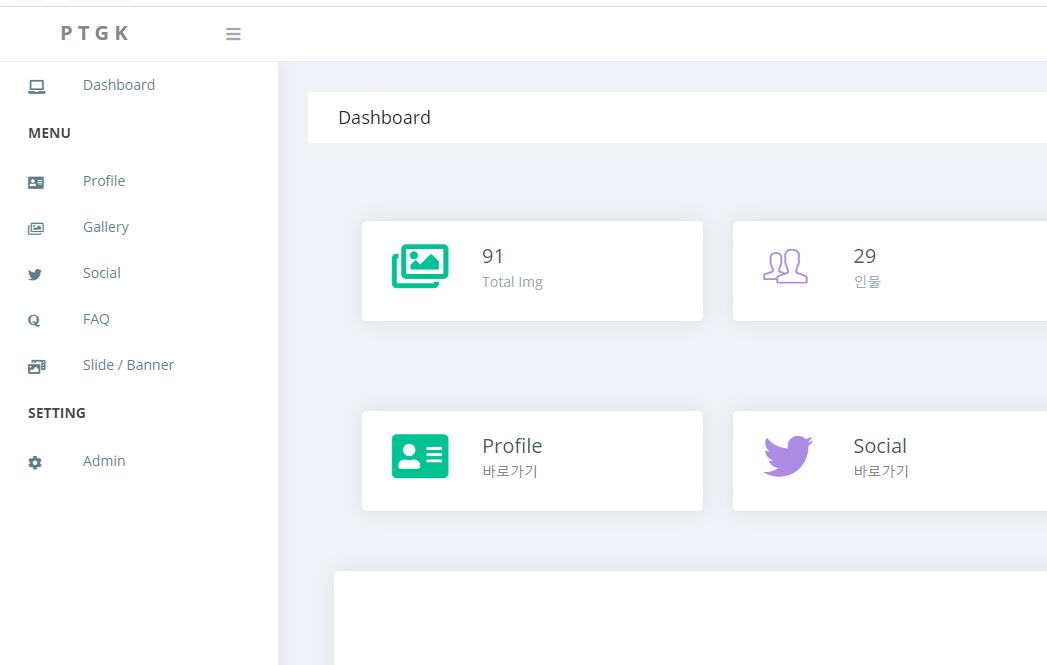 PTGK
Dashboard
MENU
Profile
Gallery
Social
FAQ
Slide / Banner
SETTING
Admin
Dashboard
91
Total Img
29
인물
Profile
바로가기
Social
바로가기